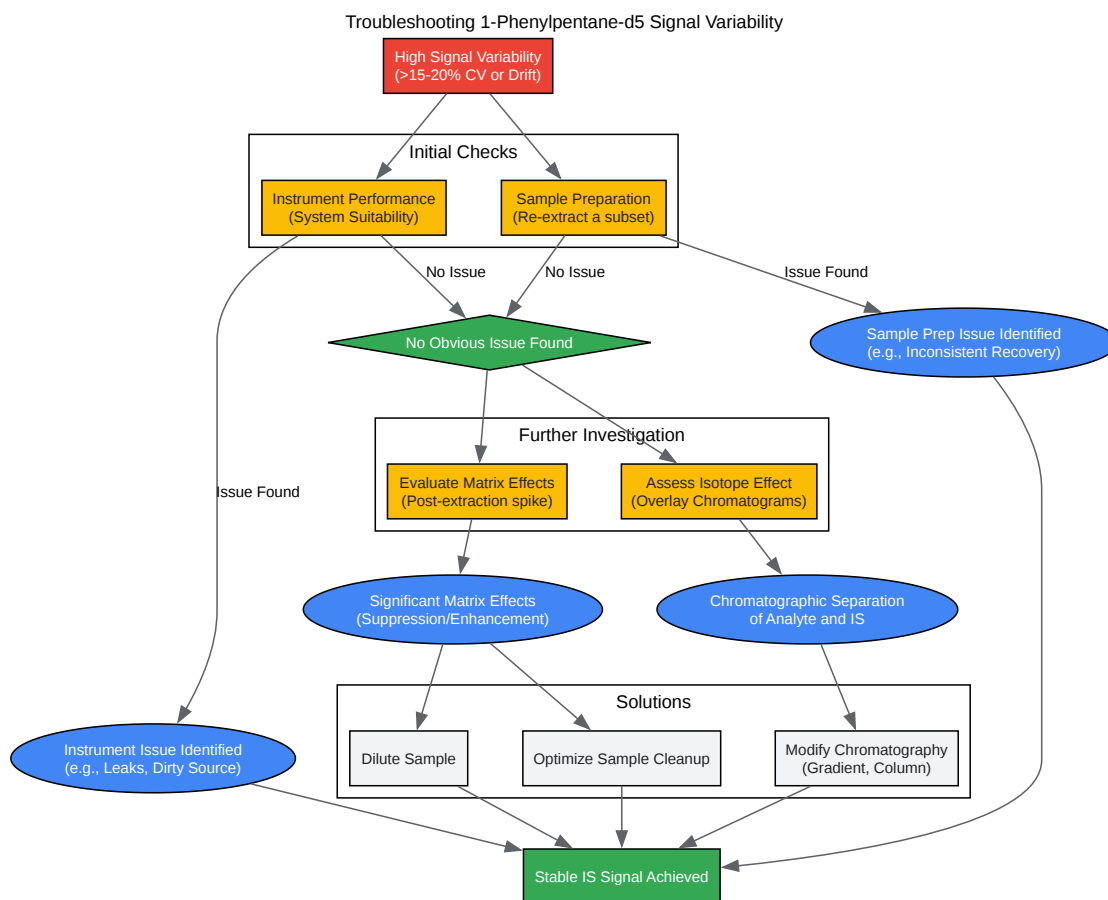 Troubleshooting 1-Phenylpentane-d5 Signal Variability
High Signal Variability
(>15-20% CV or Drift)
Initial Checks
Instrument Performance
(System Suitability)
Sample Preparation
(Re-extract a subset)
No Issue
No Issue
Issue Found
No Obvious Issue Found
Sample Prep Issue Identified
(e.g., Inconsistent Recovery)
Further Investigation
Evaluate Matrix Effects
(Post-extraction spike)
Assess Isotope Effect
(Overlay Chromatograms)
Issue Found
Significant Matrix Effects
(Suppression/Enhancement)
Chromatographic Separation
of Analyte and IS
Solutions
Instrument Issue Identified
(e.g., Leaks, Dirty Source)
Dilute Sample
Optimize Sample Cleanup
Modify Chromatography
(Gradient, Column)
Stable IS Signal Achieved